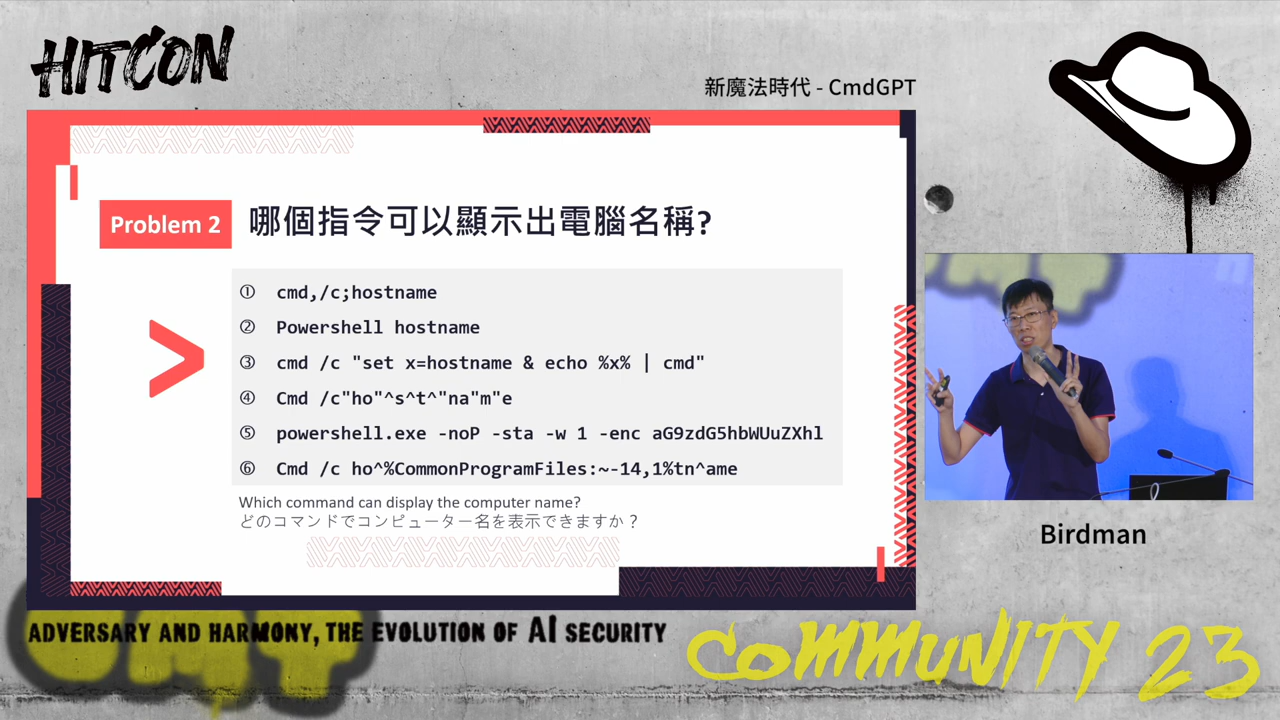 HITCON
新魔法時代 - CmdGPT
Problem 2
哪個指令可以顯示出電腦名稱?
① cmd,/c;hostname
② Powershell hostname
③ cmd /c "set x=hostname & echo %x% | cmd"
④ Cmd /c"ho"^s^t^"na"m"e
⑤ powershell.exe -noP -sta -w 1 -enc aG9zdG5hbWUuZXhl
⑥ Cmd /c ho^%CommonProgramFiles:~-14,1%tn^ame
Which command can display the computer name?
どのコマンドでコンピューター名を表示できますか？
Birdman
ADVERSARY AND HARMONY, THE EVOLUTION OF AI SECURITY
COMMUNITY 23